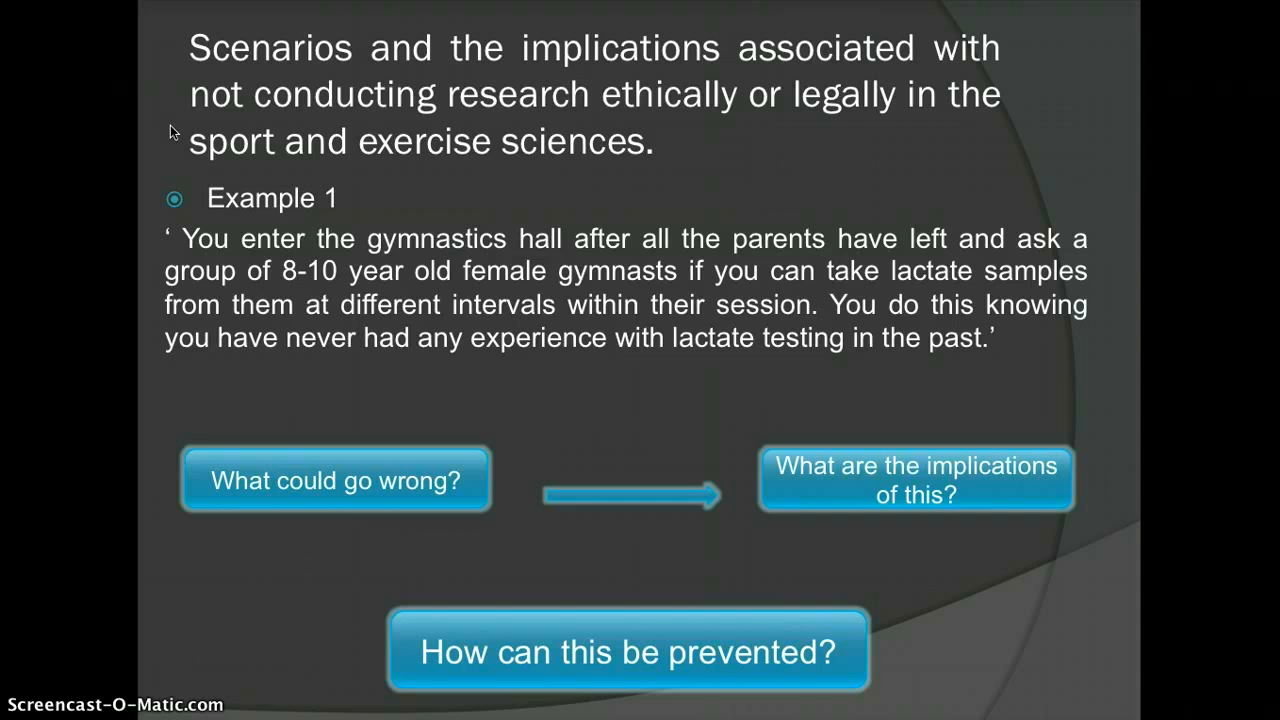 Scenarios and the implications associated with
not conducting research ethically or legally in the
sport and exercise sciences.
Example 1
‘ You enter the gymnastics hall after all the parents have left and ask a
group of 8-10 year old female gymnasts if you can take lactate samples
from them at different intervals within their session. You do this knowing
you have never had any experience with lactate testing in the past.’
What could go wrong?
What are the implications
of this?
How can this be prevented?
Screencast-O-Matic.com